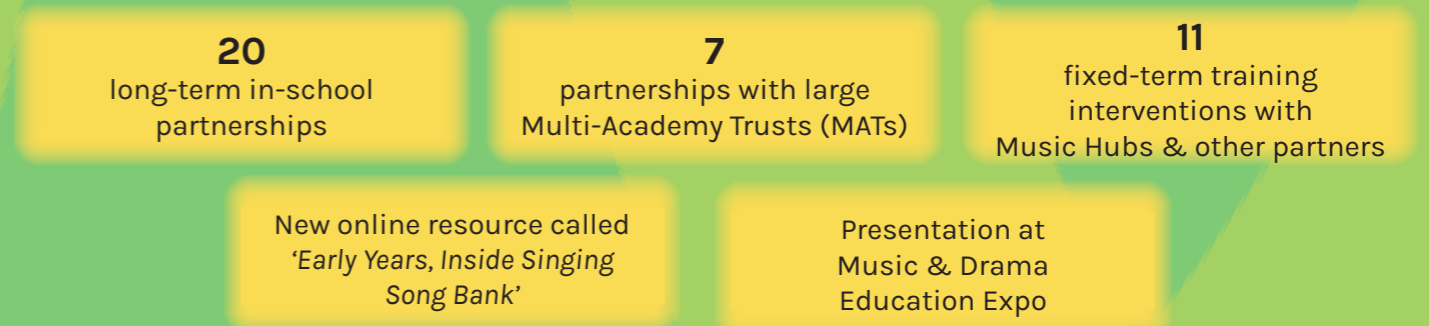 20
long-term in-school
partnerships
7
partnerships with large
Multi-Academy Trusts (MATs)
11
fixed-term training
interventions with
Music Hubs & other partners
New online resource called
‘Early Years, Inside Singing
Song Bank’
Presentation at
Music & Drama
Education Expo